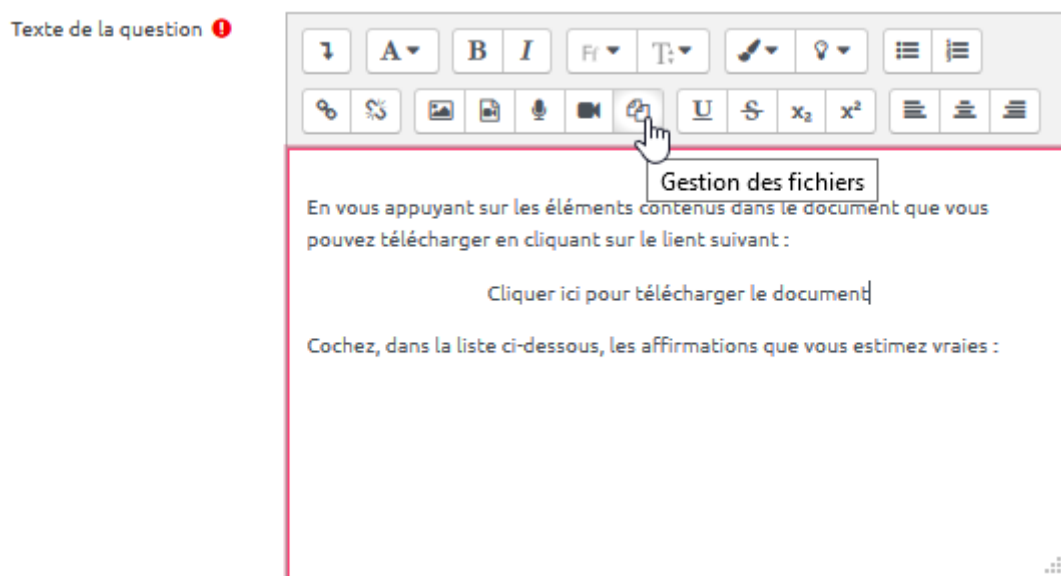 Texte de la question
A B I Ff T:
U S x₂ x²
Gestion des fichiers
En vous appuyant sur les éléments contenus dans le document que vous
pouvez télécharger en cliquant sur le lient suivant :
Cliquer ici pour télécharger le document
Cochez, dans la liste ci-dessous, les affirmations que vous estimez vraies :